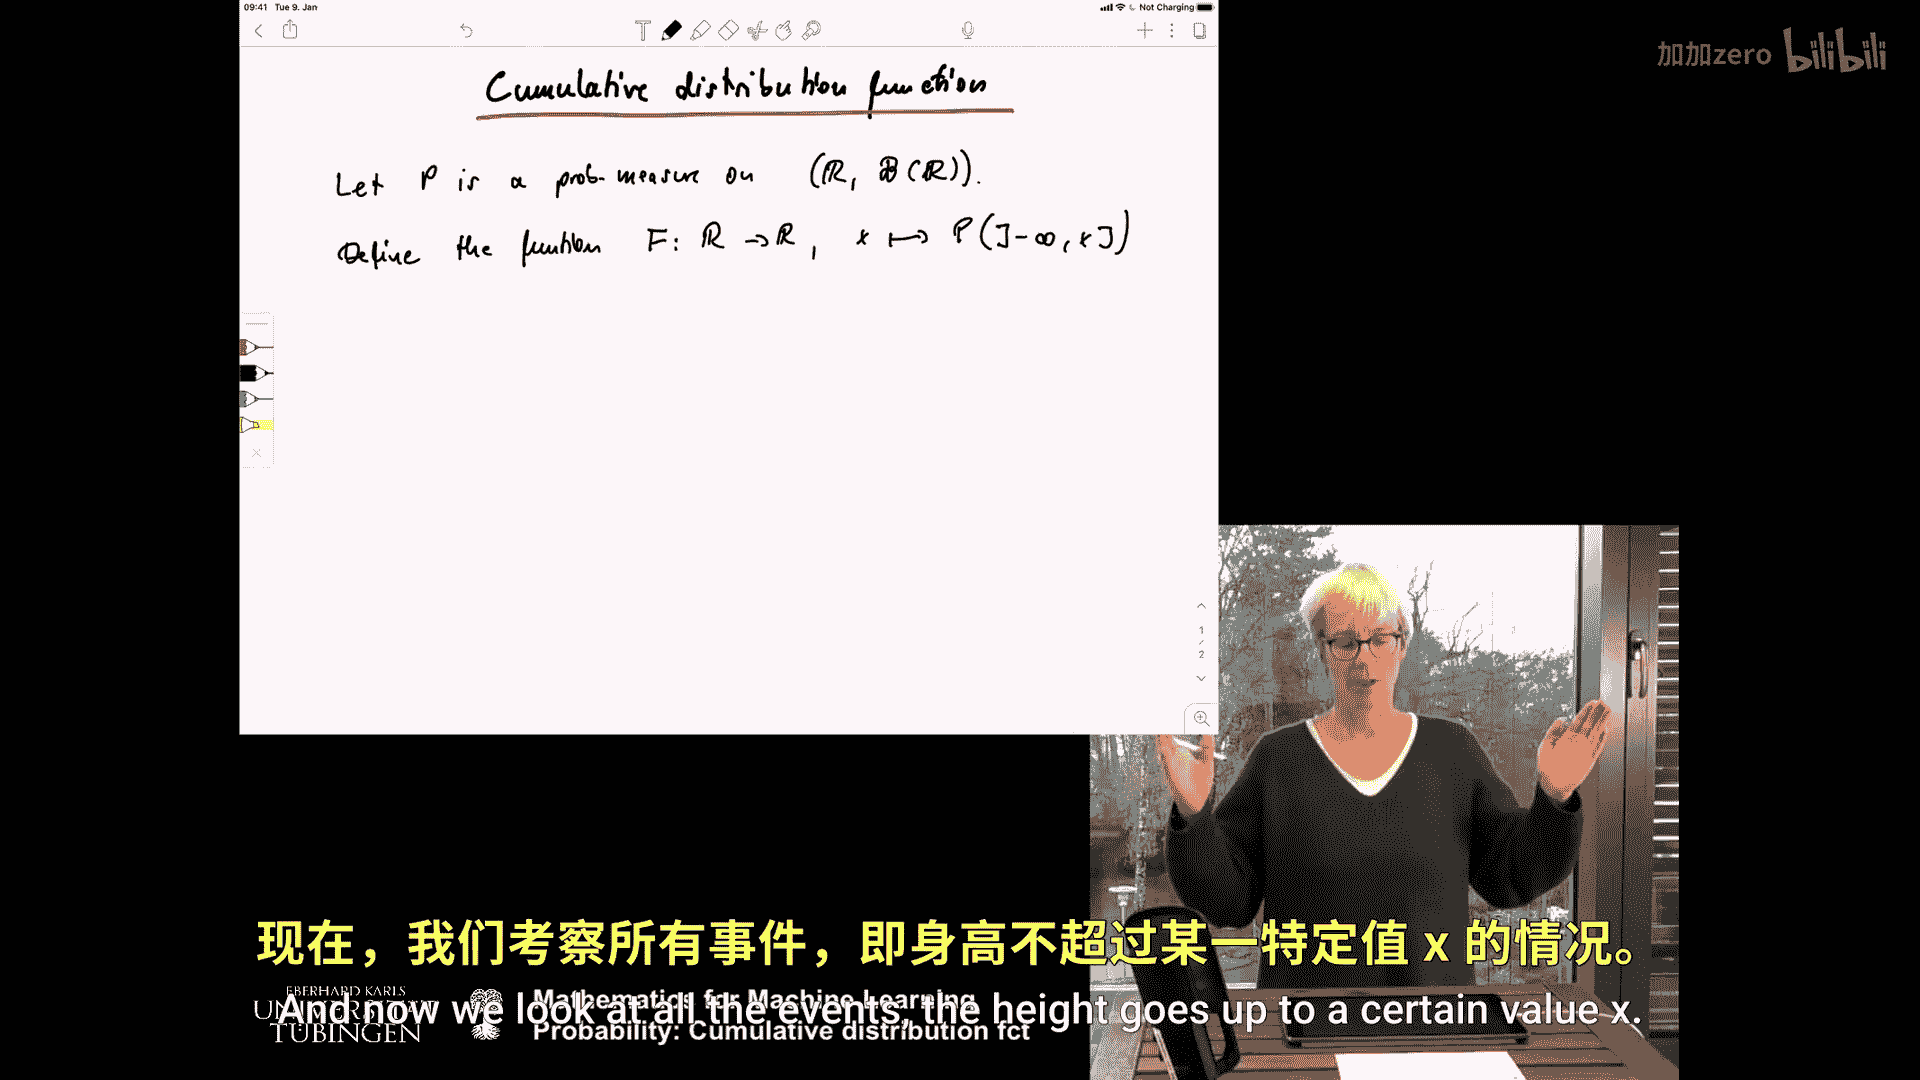 09:41 Tue 9. Jan
Not Charging
T
加加zero bilibili
Cumulative distribution function
Let P is a prob. measure on (ℝ, 𝓑(ℝ)).
Define the function F: ℝ → ℝ, x ↦ P(]-∞, x])
1
/
2
现在，我们考察所有事件，即身高不超过某一特定值 x 的情况。
And now we look at all the events, the height goes up to a certain value x.
EBERHARD KARLS
UNIVERSITÄT
TÜBINGEN
Mathematics for Machine Learning
Probability: Cumulative distribution fct